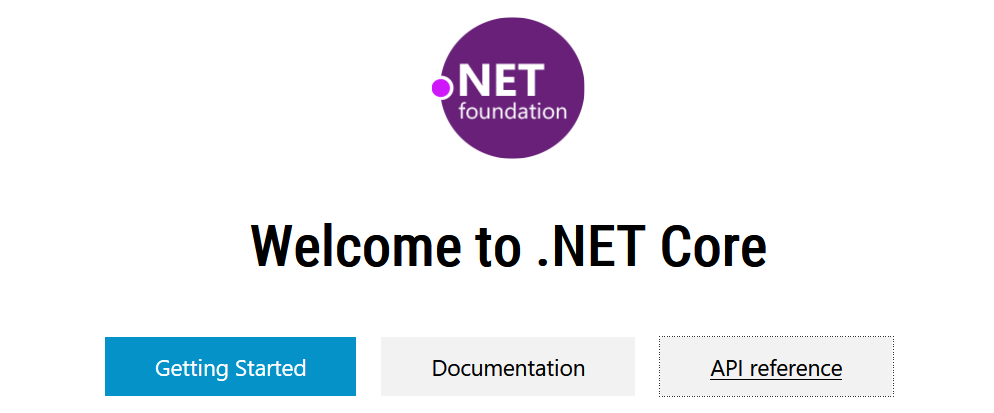 .NET
foundation
Welcome to .NET Core
Getting Started
Documentation
API reference